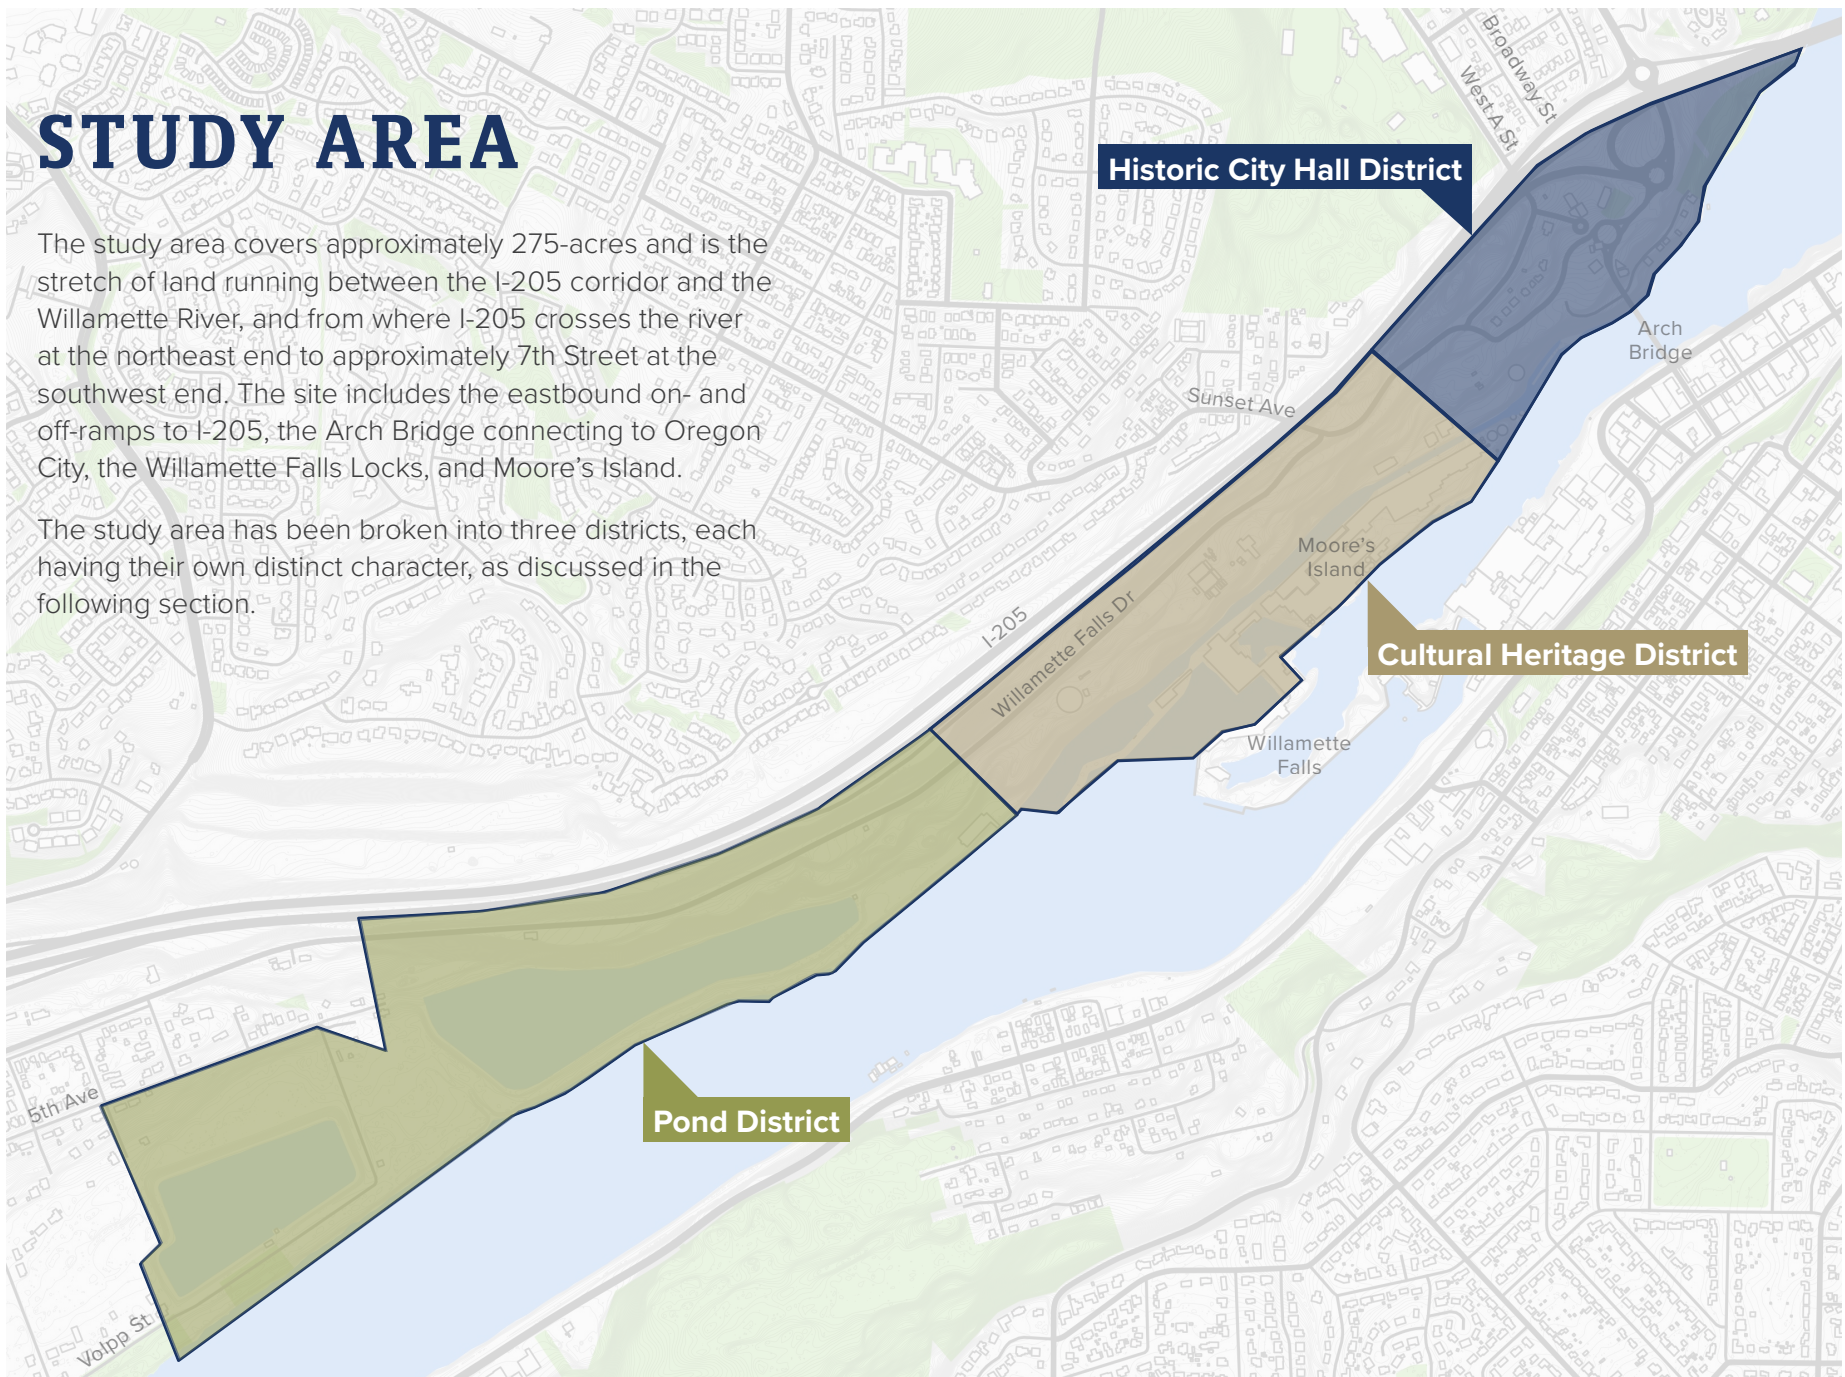 STUDY AREA
The study area covers approximately 275-acres and is the
stretch of land running between the I-205 corridor and the
Willamette River, and from where I-205 crosses the river
at the northeast end to approximately 7th Street at the
southwest end. The site includes the eastbound on- and
off-ramps to I-205, the Arch Bridge connecting to Oregon
City, the Willamette Falls Locks, and Moore's Island.
The study area has been broken into three districts, each
having their own distinct character, as discussed in the
following section.
Broadway St
West A St
Historic City Hall District
Arch
Bridge
Sunset Ave
Moore's
Island
I-205
Willamette Falls Dr
Cultural Heritage District
Willamette
Falls
5th Ave
Pond District
Volpp St